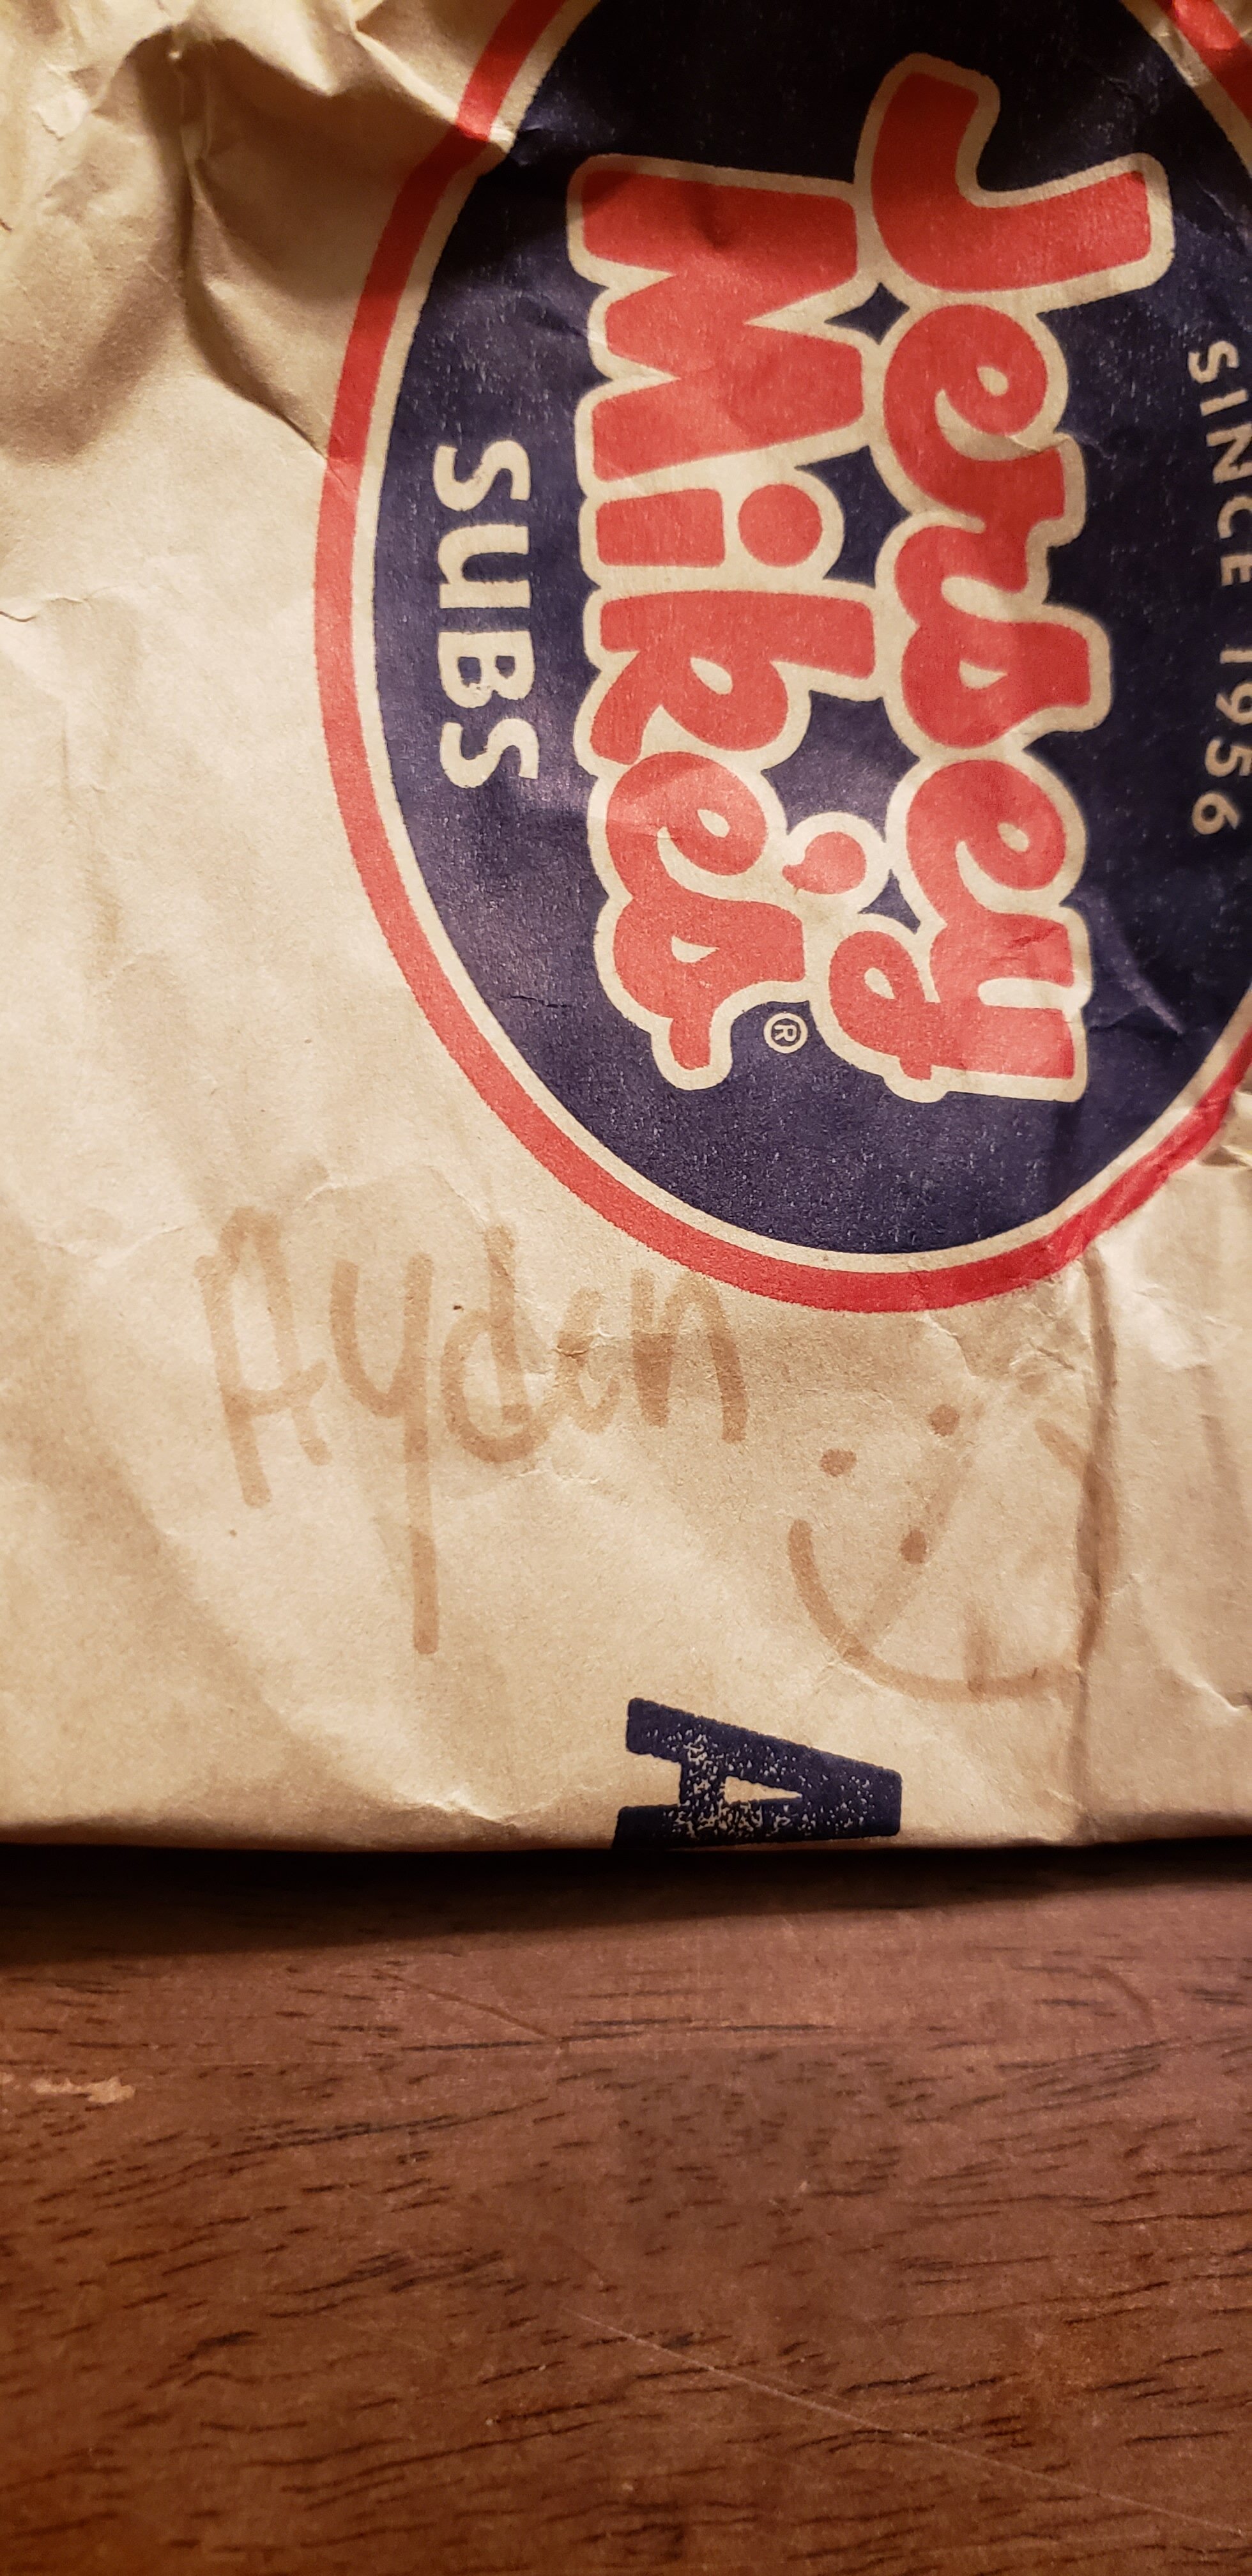 SINCE 1956
Jersey
Mike's®
SUBS
Ayden
A